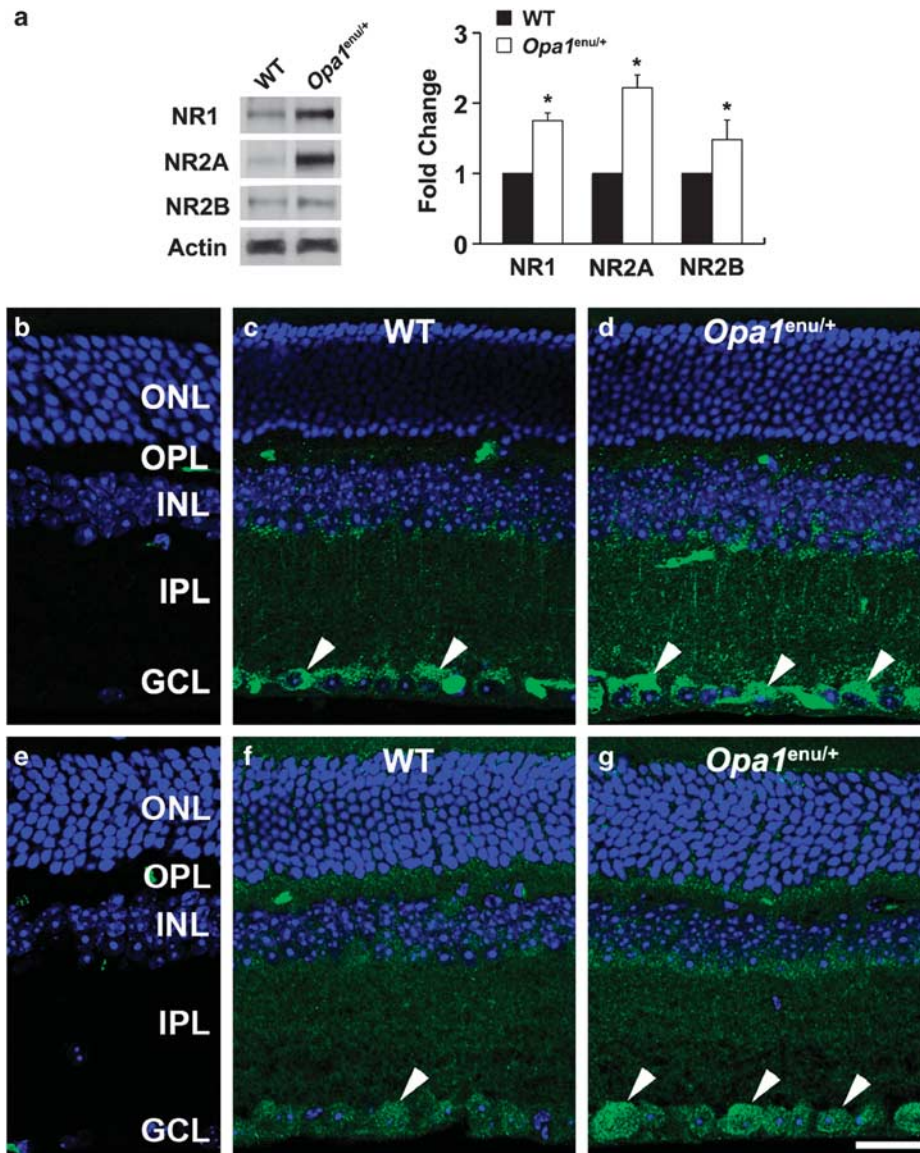 a
WT
Opa1enu/+
NR1
NR2A
NR2B
Actin
WT
Opa1enu/+
Fold Change
3
2
1
0
*
*
*
NR1
NR2A
NR2B
b
ONL
OPL
INL
IPL
GCL
c
WT
d
Opa1enu/+
e
ONL
OPL
INL
IPL
GCL
f
WT
g
Opa1enu/+